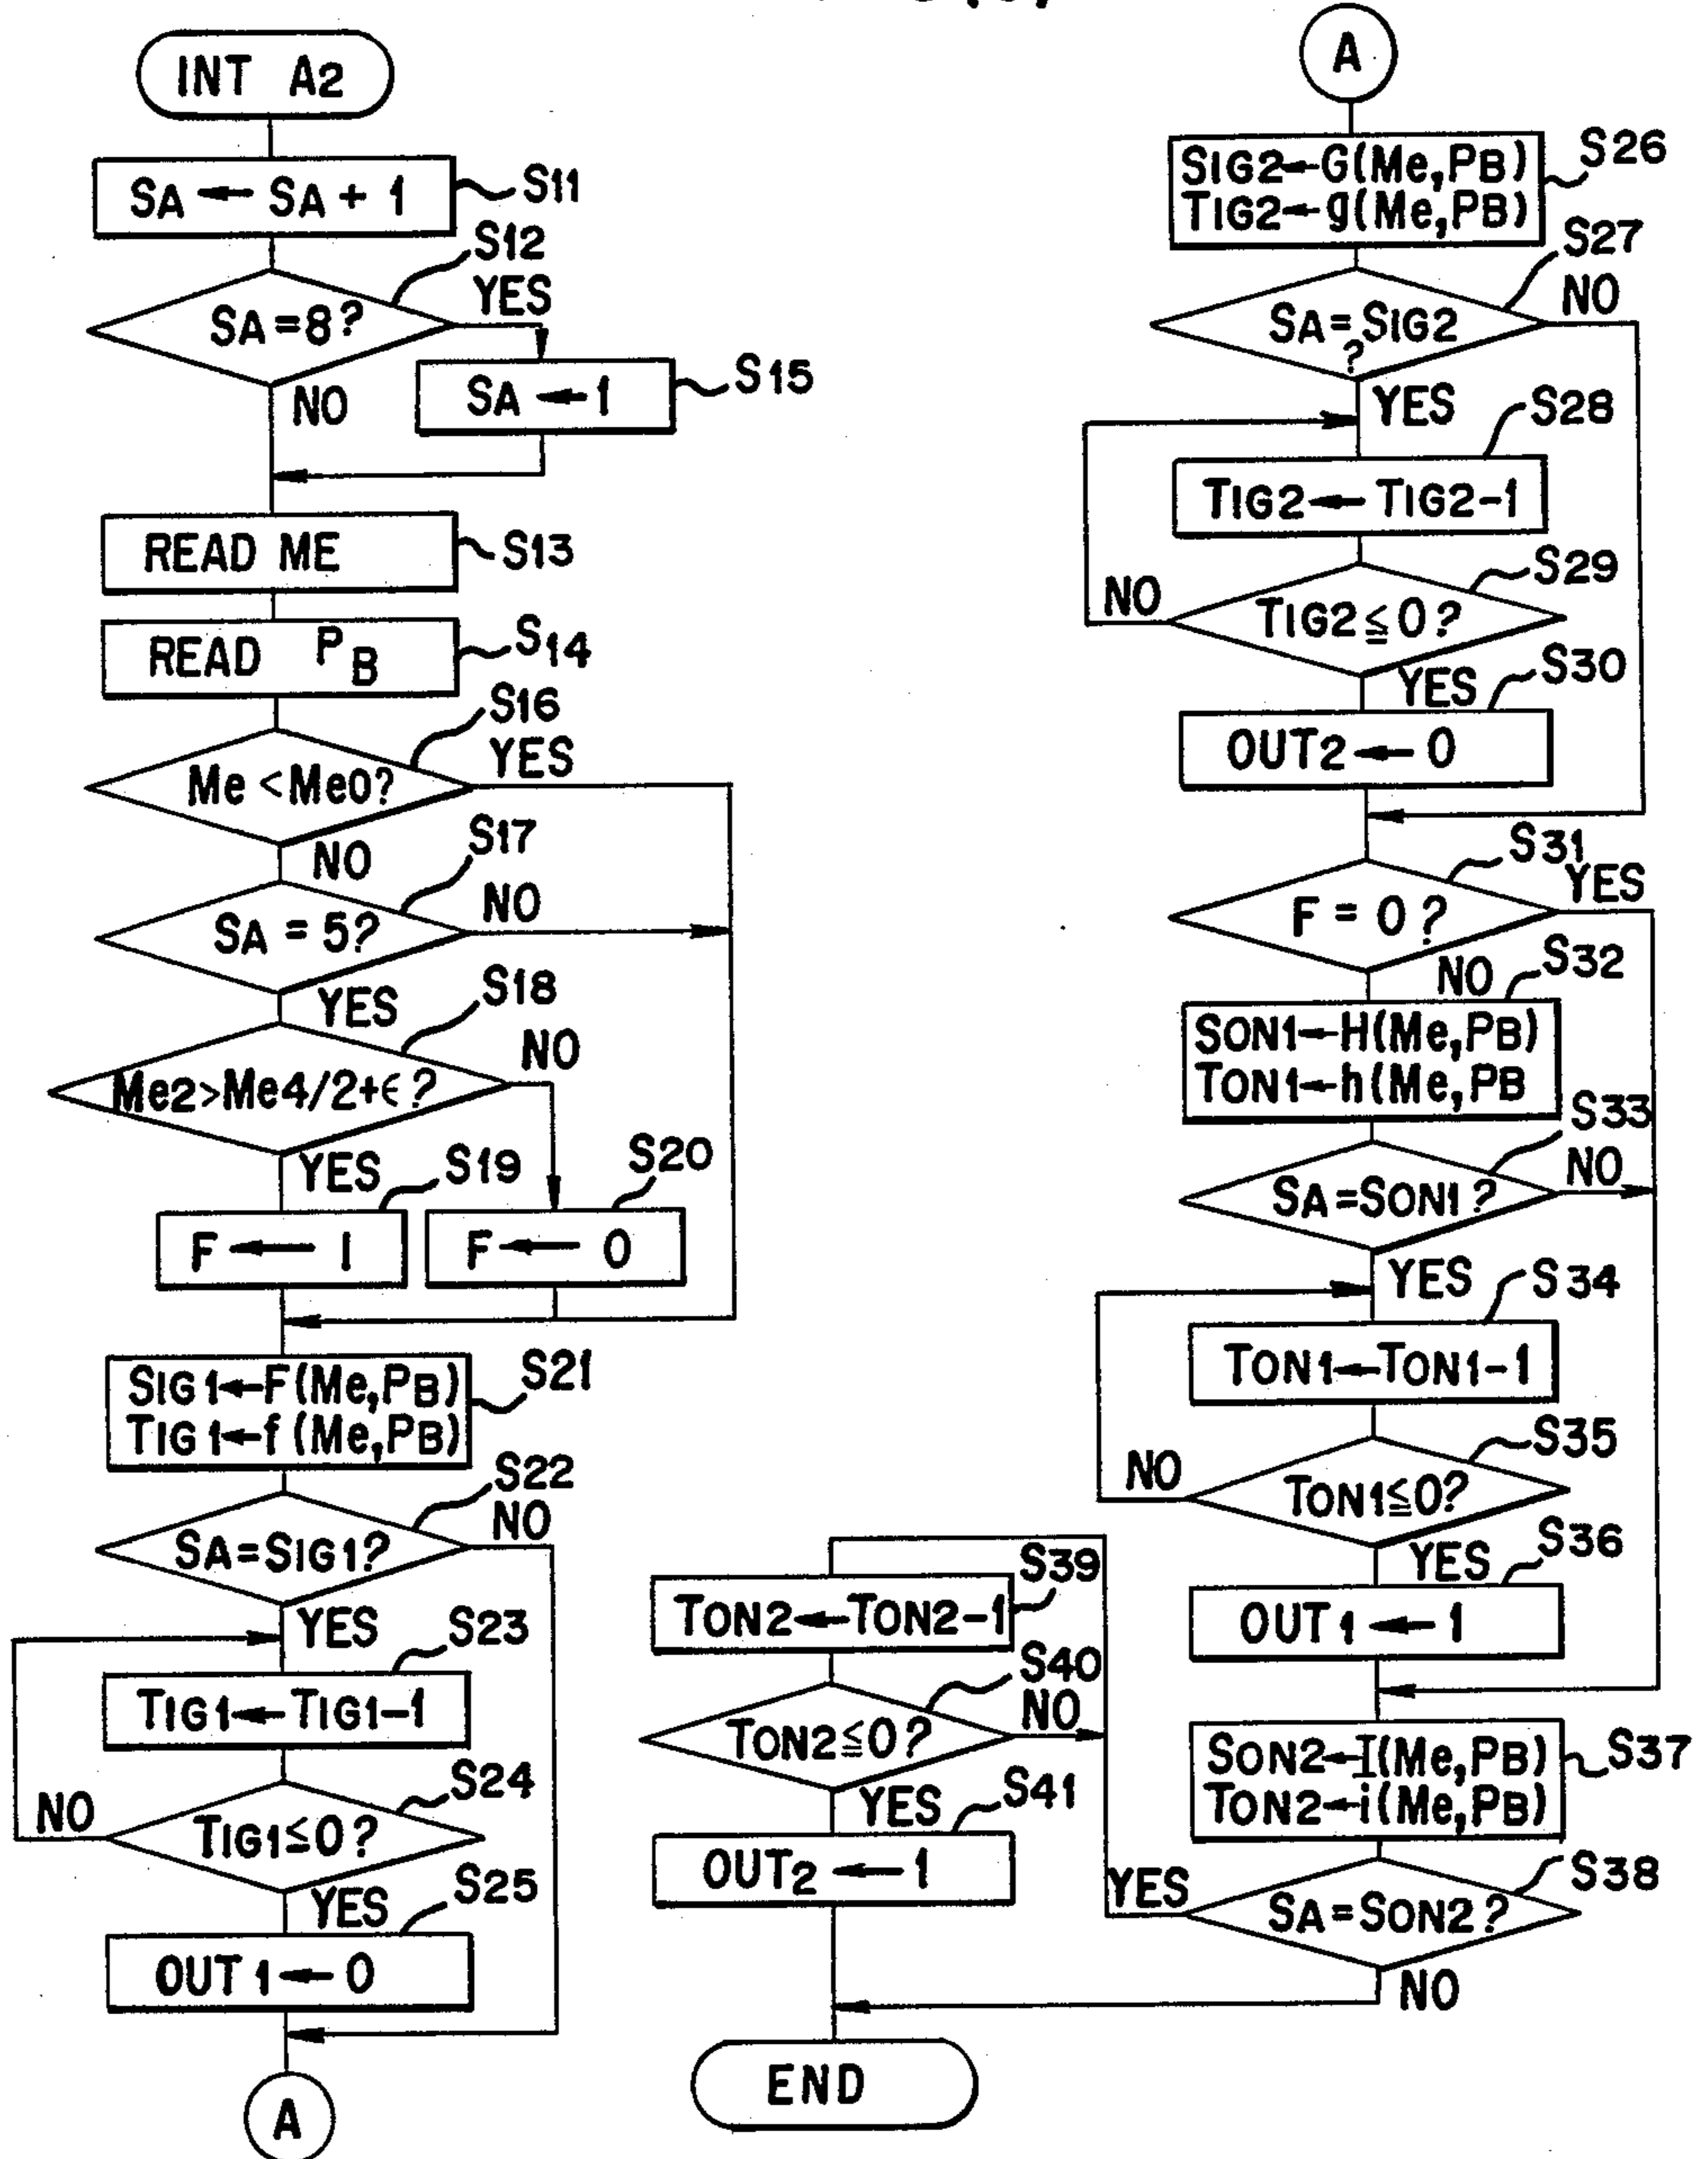 INT A2
SA ← SA + 1
S11
S12
SA=8?
YES
NO
SA ← 1
S15
READ ME
S13
READ PB
S14
S16
Me <Me0?
YES
NO
S17
SA = 5?
NO
YES
S18
Me2>Me4/2+ϵ?
NO
YES
S19
F ← 1
S20
F ← 0
SIG1←F(Me,PB)
TIG1←f(Me,PB)
S21
S22
SA=SIG1?
NO
YES
S23
TIG1←TIG1-1
S24
TIG1≦0?
NO
YES
S25
OUT1←0
A
A
SIG2←G(Me,PB)
TIG2←g(Me,PB)
S26
S27
SA=SIG2
?
NO
YES
S28
TIG2←TIG2-1
S29
TIG2≦0?
NO
YES
S30
OUT2←0
S31
F = 0?
YES
NO
S32
SON1←H(Me,PB)
TON1←h(Me,PB
S33
SA=SON1?
NO
YES
S34
TON1←TON1-1
S35
TON1≦0?
NO
YES
S36
OUT1←1
SON2←I(Me,PB)
TON2←i(Me,PB)
S37
S38
SA=SON2?
YES
NO
S39
TON2←TON2-1
S40
TON2≦0?
NO
YES
S41
OUT2←1
END